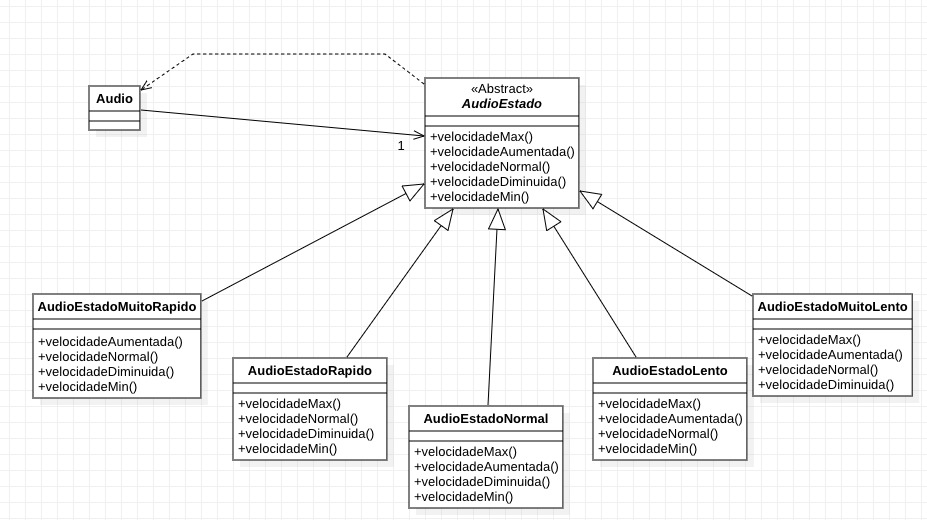 «Abstract»
AudioEstado
+velocidadeMax()
+velocidadeAumentada()
+velocidadeNormal()
+velocidadeDiminuida()
+velocidadeMin()
Audio
1
AudioEstadoMuitoRapido
+velocidadeAumentada()
+velocidadeNormal()
+velocidadeDiminuida()
+velocidadeMin()
AudioEstadoRapido
+velocidadeMax()
+velocidadeNormal()
+velocidadeDiminuida()
+velocidadeMin()
AudioEstadoNormal
+velocidadeMax()
+velocidadeAumentada()
+velocidadeDiminuida()
+velocidadeMin()
AudioEstadoLento
+velocidadeMax()
+velocidadeAumentada()
+velocidadeNormal()
+velocidadeMin()
AudioEstadoMuitoLento
+velocidadeMax()
+velocidadeAumentada()
+velocidadeNormal()
+velocidadeDiminuida()